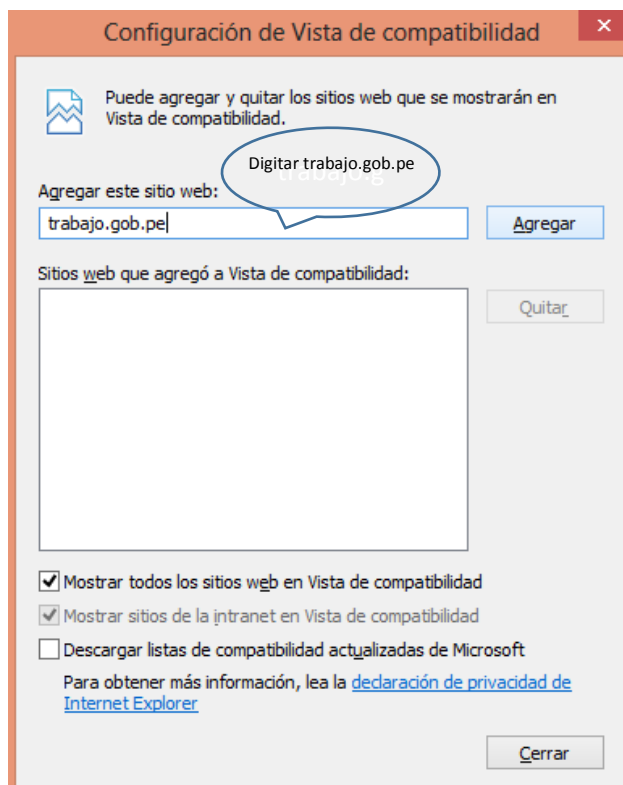 Configuración de Vista de compatibilidad
Puede agregar y quitar los sitios web que se mostrarán en
Vista de compatibilidad.
Digitar trabajo.gob.pe
trabajo.g
Agregar este sitio web:
trabajo.gob.pe
Agregar
Sitios web que agregó a Vista de compatibilidad:
Quitar
Mostrar todos los sitios web en Vista de compatibilidad
Mostrar sitios de la intranet en Vista de compatibilidad
Descargar listas de compatibilidad actualizadas de Microsoft
Para obtener más información, lea la declaración de privacidad de
Internet Explorer
Cerrar